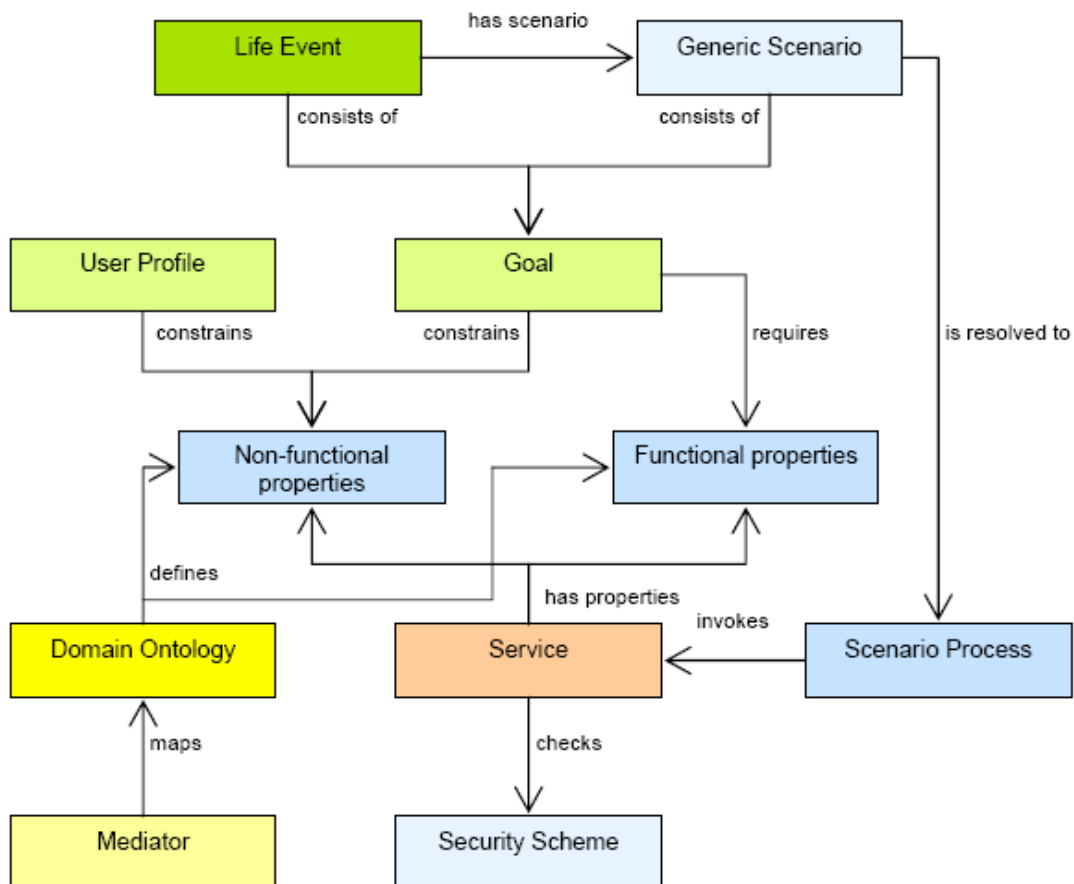 has scenario
Life Event
Generic Scenario
consists of
consists of
User Profile
Goal
constrains
constrains
requires
is resolved to
Non-functional
properties
Functional properties
defines
has properties
invokes
Domain Ontology
Service
Scenario Process
maps
checks
Mediator
Security Scheme